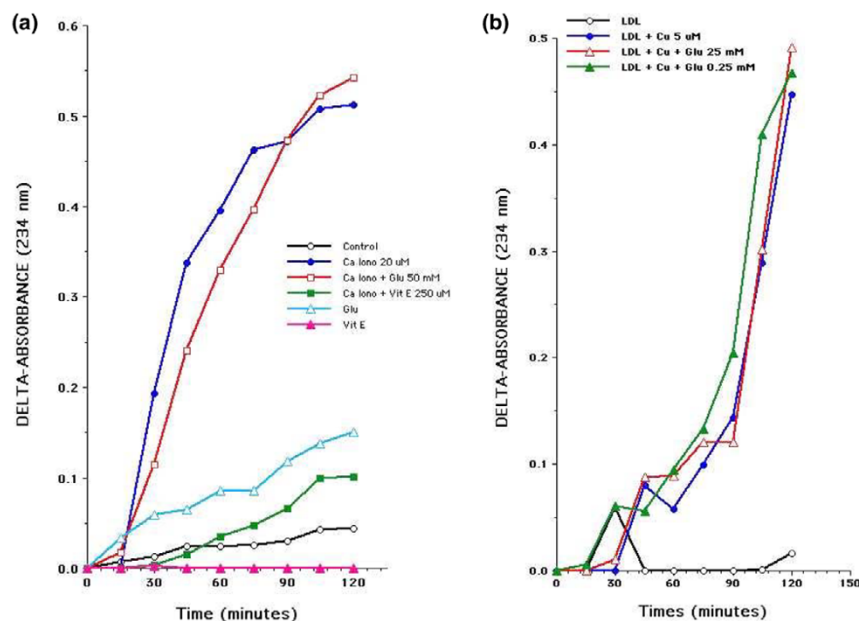 (a)
0.6
0.5
0.4
0.3
0.2
0.1
0.0
DELTA-ABSORBANCE (234 nm)
0
30
60
90
120
Time (minutes)
Control
Ca Iono 20 uM
Ca Iono + Glu 50 mM
Ca Iono + Vit E 250 uM
Glu
Vit E
(b)
LDL
LDL + Cu 5 uM
LDL + Cu + Glu 25 mM
LDL + Cu + Glu 0.25 mM
0.5
0.4
0.3
0.2
0.1
0.0
DELTA-ABSORBANCE (234 nm)
0
30
60
90
120
150
Times (minutes)